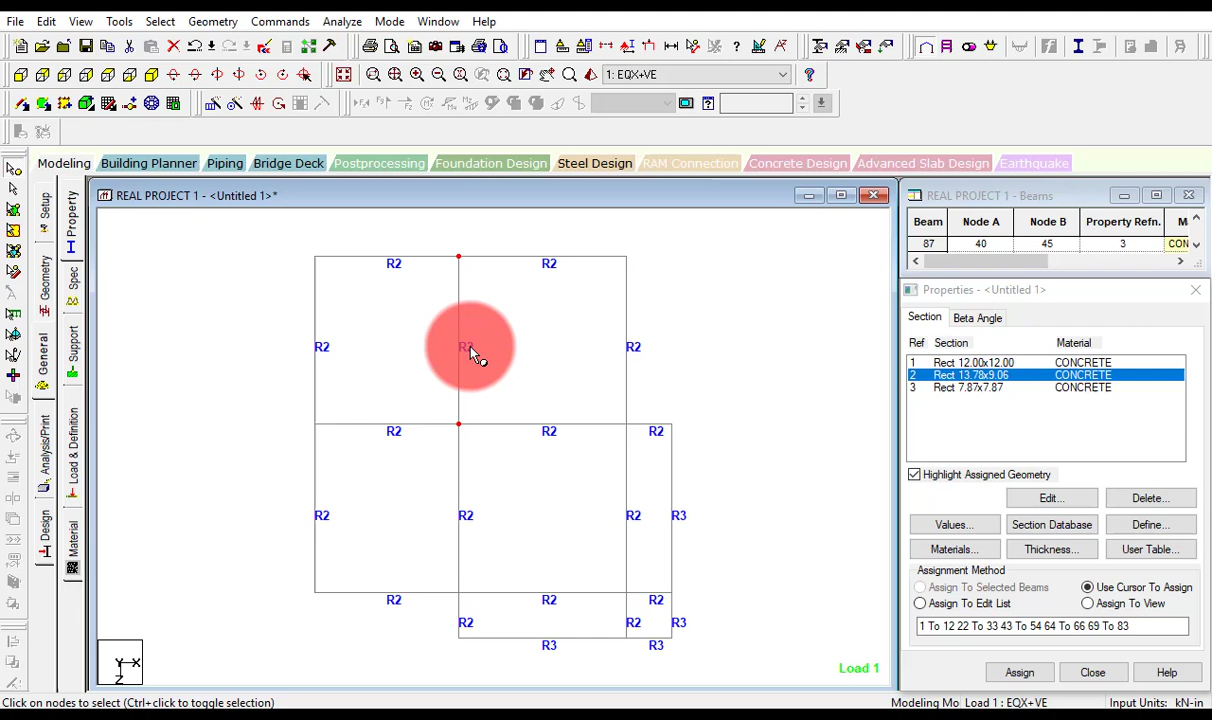 File Edit View Tools Select Geometry Commands Analyze Mode Window Help
1: EQX+VE
Modeling Building Planner Piping Bridge Deck Postprocessing Foundation Design Steel Design RAM Connection Concrete Design Advanced Slab Design Earthquake
REAL PROJECT 1 - <Untitled 1>*
REAL PROJECT 1 - Beams
Beam Node A Node B Property Refn.
87 40 45 3 CON
Setup
Geometry
General
Analysis/Print
Design
Property
Spec
Support
Load & Definition
Material
R2 R2
R2 R2 R2
R2 R2 R2
R2 R2 R2 R3
R2 R2 R2
R2 R2 R3
R3 R3
Load 1
Y X
Z
Properties - <Untitled 1>
Section Beta Angle
Ref Section Material
1 Rect 12.00x12.00 CONCRETE
2 Rect 13.78x9.06 CONCRETE
3 Rect 7.87x7.87 CONCRETE
Highlight Assigned Geometry
Edit... Delete...
Values... Section Database Define...
Materials... Thickness... User Table...
Assignment Method
Assign To Selected Beams Use Cursor To Assign
Assign To Edit List Assign To View
1 To 12 22 To 33 43 To 54 64 To 66 69 To 83
Assign Close Help
Click on nodes to select (Ctrl+click to toggle selection)
Modeling Mo Load 1 : EQX+VE Input Units: kN-in